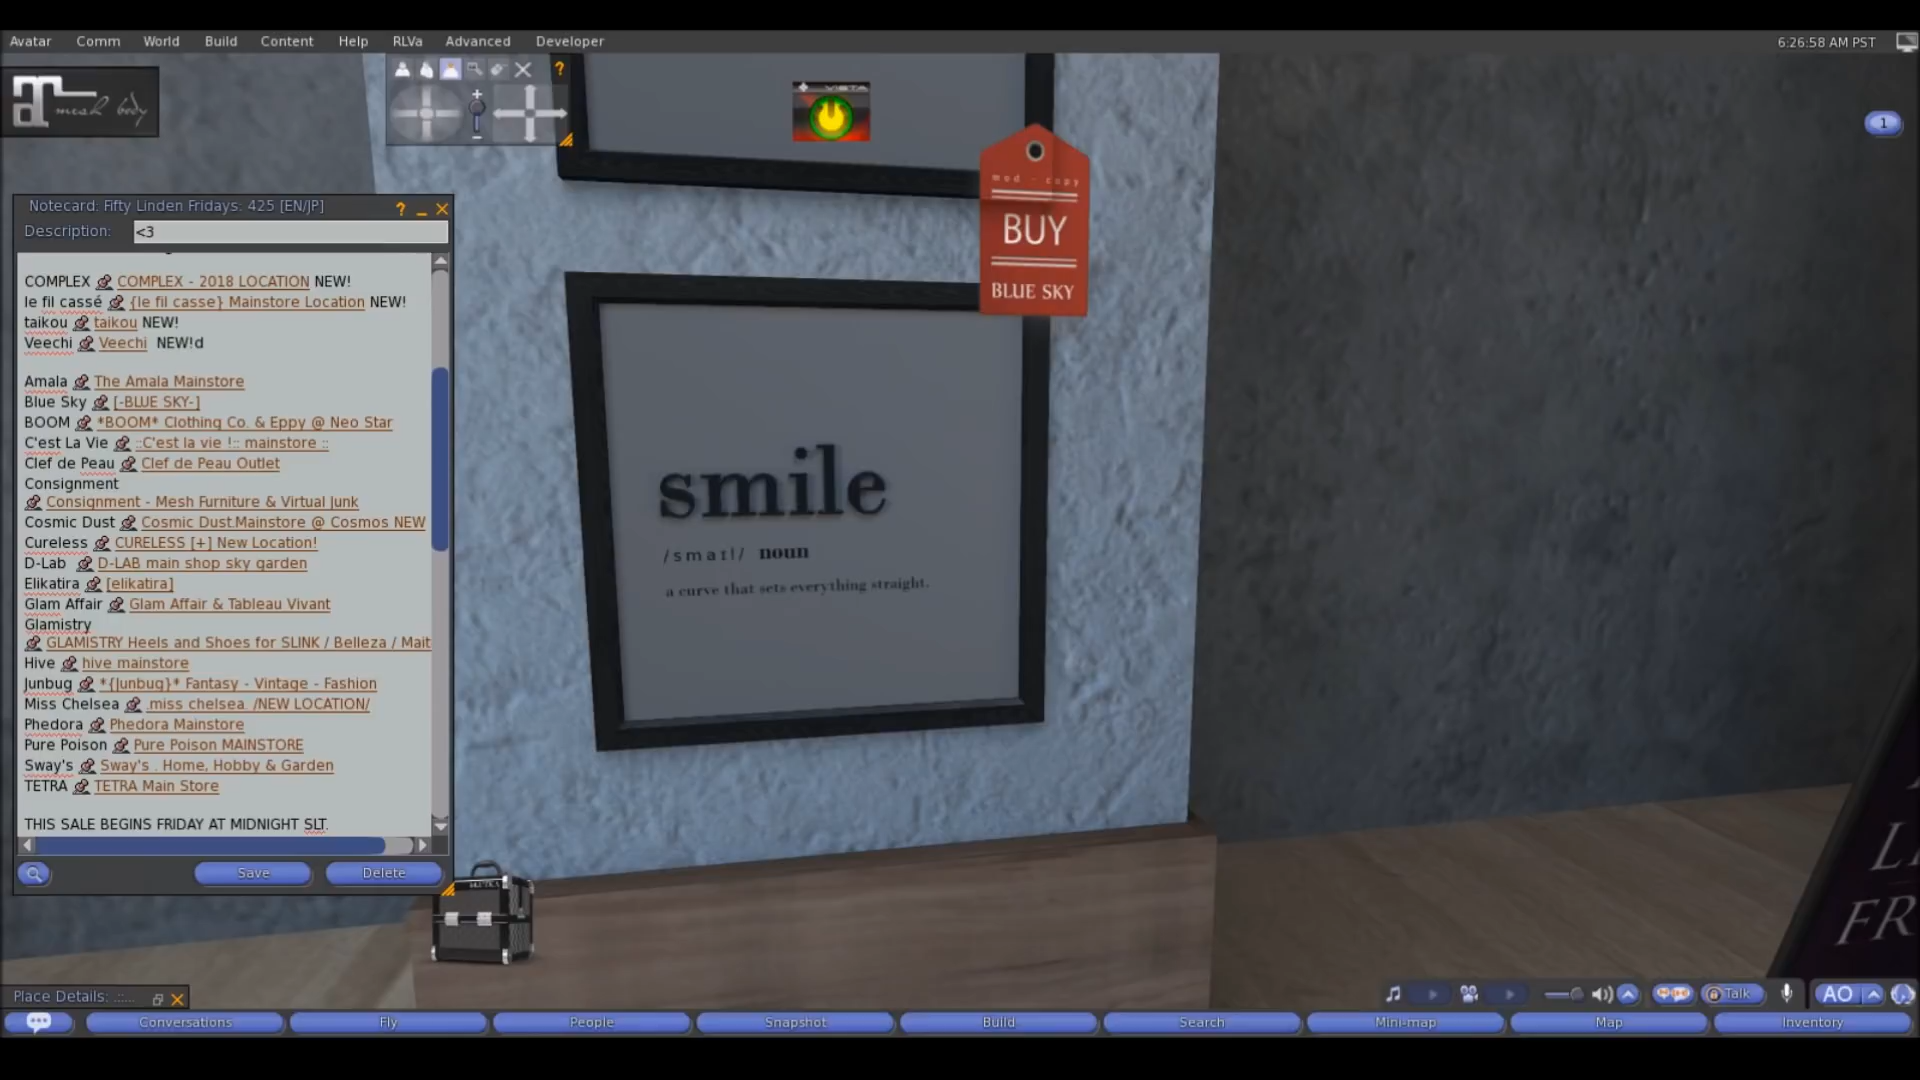 Avatar Comm World Build Content Help RLVa Advanced Developer
6:26:58 AM PST
mesh body
?
VISTA
1
Notecard: Fifty Linden Fridays. 425 [EN/JP]
?
Description: <3
COMPLEX COMPLEX - 2018 LOCATION NEW!
le fil cassé {le fil casse} Mainstore Location NEW!
taikou taikou NEW!
Veechi Veechi NEW!d
Amala The Amala Mainstore
Blue Sky [-BLUE SKY-]
BOOM *BOOM* Clothing Co. & Eppy @ Neo Star
C'est La Vie ::C'est la vie !:: mainstore ::
Clef de Peau Clef de Peau Outlet
Consignment
Consignment - Mesh Furniture & Virtual Junk
Cosmic Dust Cosmic Dust Mainstore @ Cosmos NEW
Cureless CURELESS [+] New Location!
D-Lab D-LAB main shop sky garden
Elikatira [elikatira]
Glam Affair Glam Affair & Tableau Vivant
Glamistry
GLAMISTRY Heels and Shoes for SLINK / Belleza / Mait
Hive hive mainstore
Junbug *{Junbug}* Fantasy - Vintage - Fashion
Miss Chelsea .miss chelsea. /NEW LOCATION/
Phedora Phedora Mainstore
Pure Poison Pure Poison MAINSTORE
Sway's Sway's . Home, Hobby & Garden
TETRA TETRA Main Store
THIS SALE BEGINS FRIDAY AT MIDNIGHT SLT.
Save Delete
mod - copy
BUY
BLUE SKY
smile
/smaɪl/ noun
a curve that sets everything straight.
L
FR
Place Details: .::...
Talk
AO
Conversations Fly People Snapshot Build Search Mini-map Map Inventory